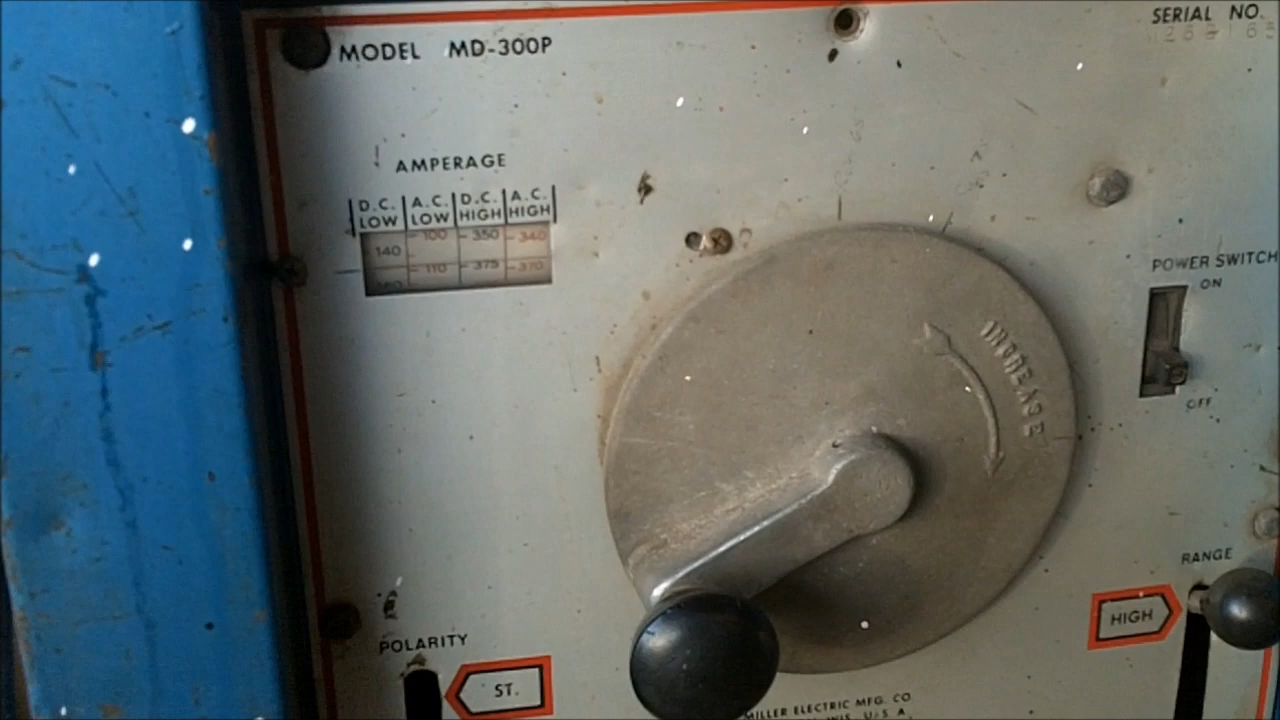 MODEL MD-300P
SERIAL NO.
AMPERAGE
D.C. A.C. D.C. A.C.
LOW LOW HIGH HIGH
100 350 340
140
110 375 370
INCREASE
POWER SWITCH
ON
OFF
RANGE
HIGH
POLARITY
ST.
MILLER ELECTRIC MFG. CO
WIS. U.S.A.